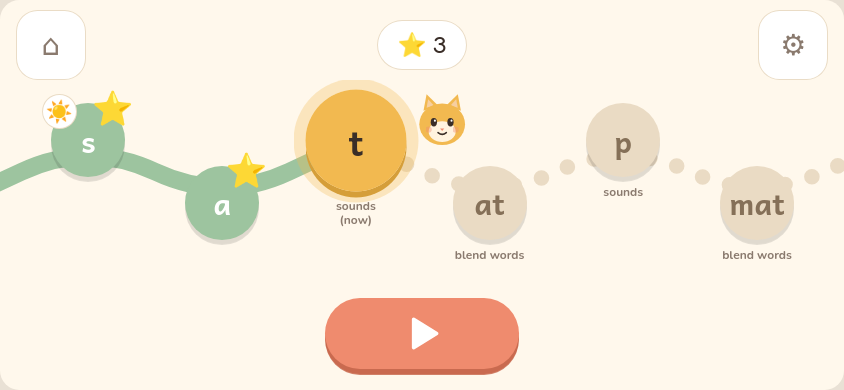 3
s
a
t
sounds
(now)
at
blend words
p
sounds
mat
blend words